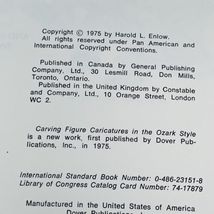 Copyright © 1975 by Harold L. Enlow.
All rights reserved under Pan American and
International Copyright Conventions.
Published in Canada by General Publishing
Company, Ltd., 30 Lesmill Road, Don Mills,
Toronto, Ontario.
Published in the United Kingdom by Constable
and Company, Ltd., 10 Orange Street, London
WC 2.
Carving Figure Caricatures in the Ozark Style
is a new work, first published by Dover Pub-
lications, Inc., in 1975.
International Standard Book Number: 0-486-23151-8
Library of Congress Catalog Card Number: 74-17879
Manufactured in the United States of America
Dover Publications, Inc.